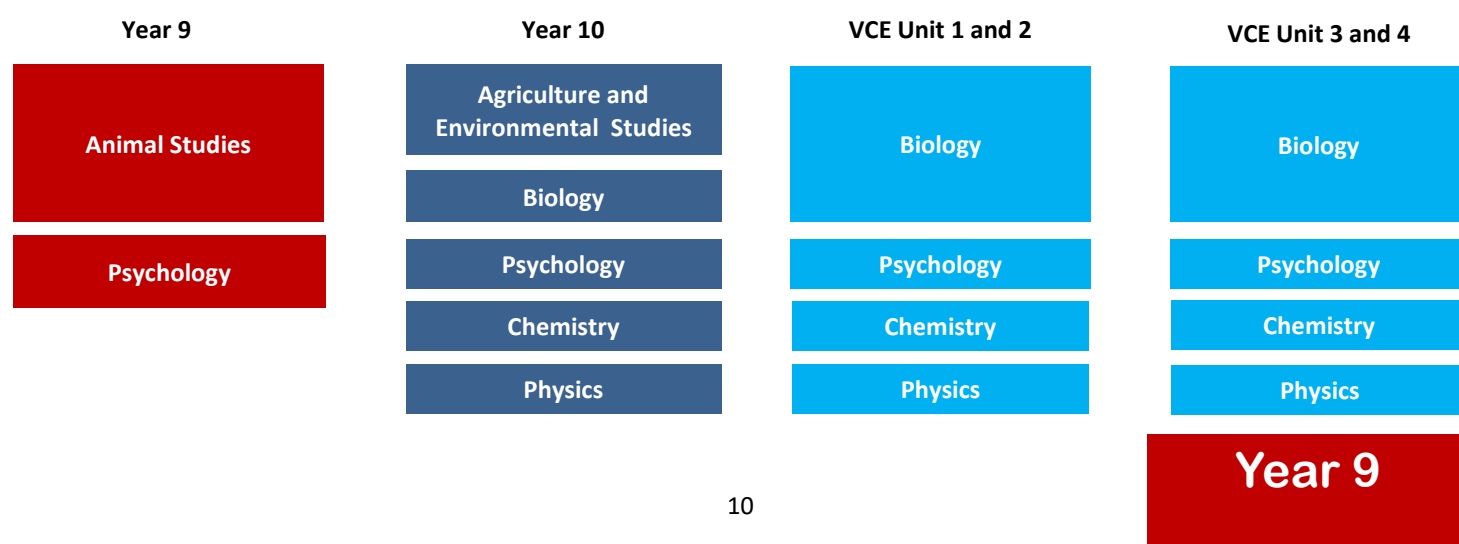 Year 9
Year 10
VCE Unit 1 and 2
VCE Unit 3 and 4
Animal Studies
Agriculture and
Environmental Studies
Biology
Biology
Biology
Psychology
Psychology
Psychology
Psychology
Chemistry
Chemistry
Chemistry
Physics
Physics
Physics
Year 9
10